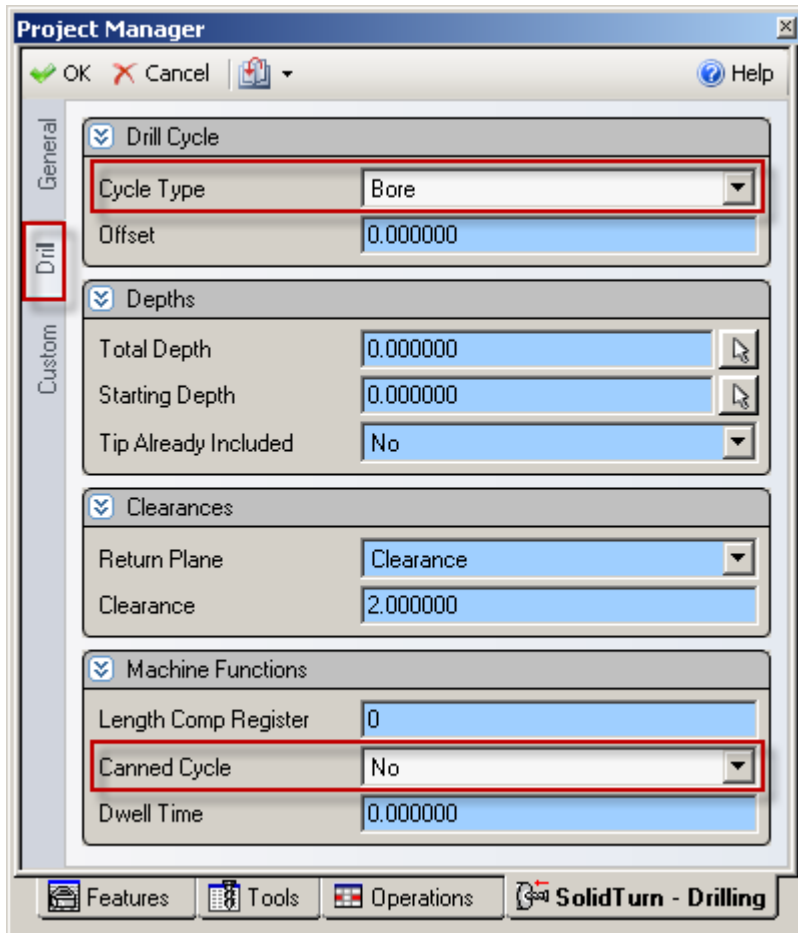 Project Manager
OK Cancel Help
General
Drill
Custom
Drill Cycle
Cycle Type Bore
Offset 0.000000
Depths
Total Depth 0.000000
Starting Depth 0.000000
Tip Already Included No
Clearances
Return Plane Clearance
Clearance 2.000000
Machine Functions
Length Comp Register 0
Canned Cycle No
Dwell Time 0.000000
Features Tools Operations SolidTurn - Drilling